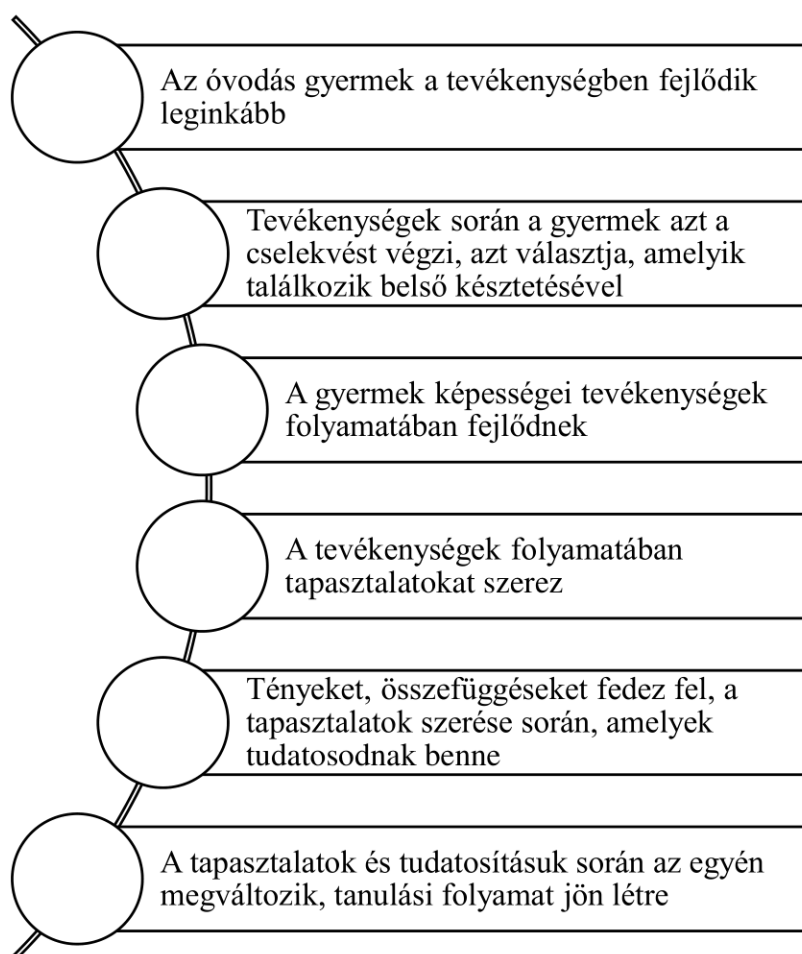 Az óvodás gyermek a tevékenységben fejlődik
leginkább
Tevékenységek során a gyermek azt a
cselekvést végzi, azt választja, amelyik
találkozik belső késztetésével
A gyermek képességei tevékenységek
folyamatában fejlődnek
A tevékenységek folyamatában
tapasztalatokat szerez
Tényeket, összefüggéseket fedez fel, a
tapasztalatok szerése során, amelyek
tudatosodnak benne
A tapasztalatok és tudatosításuk során az egyén
megváltozik, tanulási folyamat jön létre